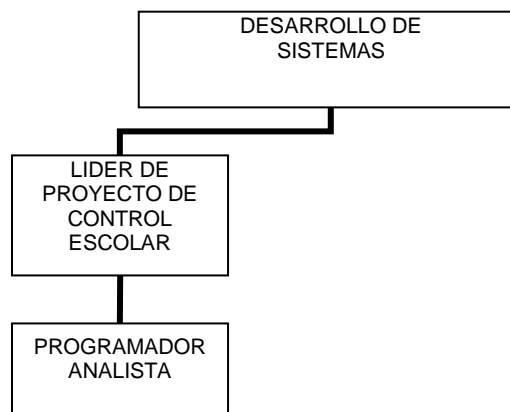 DESARROLLO DE
SISTEMAS
LIDER DE
PROYECTO DE
CONTROL
ESCOLAR
PROGRAMADOR
ANALISTA